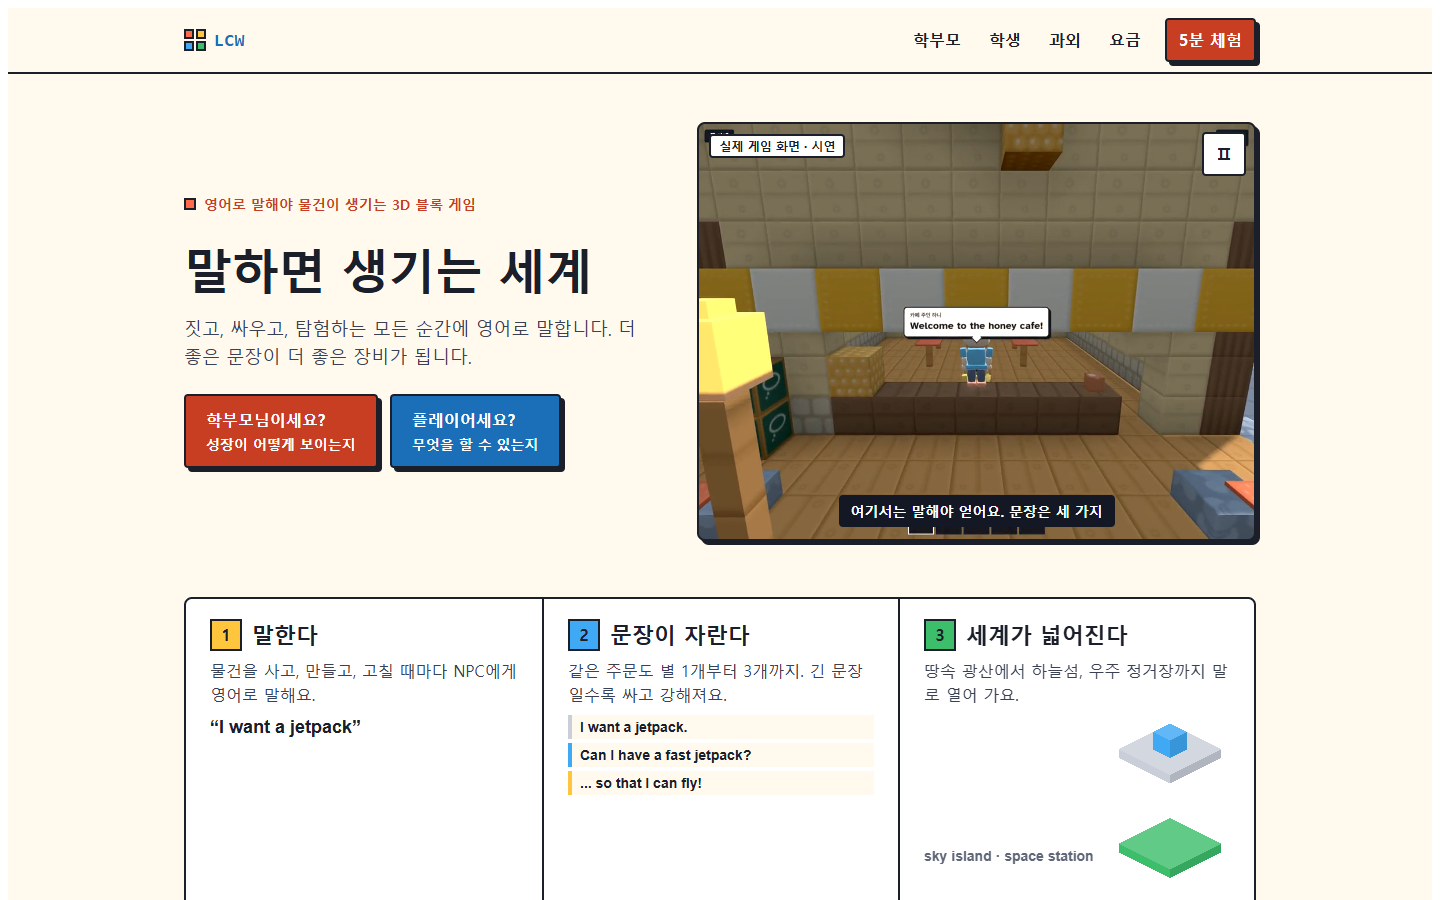 LCW
학부모 학생 과외 요금 5분 체험
영어로 말해야 물건이 생기는 3D 블록 게임
말하면 생기는 세계
짓고, 싸우고, 탐험하는 모든 순간에 영어로 말합니다. 더
좋은 문장이 더 좋은 장비가 됩니다.
학부모님이세요?
성장이 어떻게 보이는지
플레이어세요?
무엇을 할 수 있는지
실제 게임 화면 · 시연
카페 주인 허니
Welcome to the honey cafe!
여기서는 말해야 얻어요. 문장은 세 가지
1 말한다
물건을 사고, 만들고, 고칠 때마다 NPC에게
영어로 말해요.
“I want a jetpack”
2 문장이 자란다
같은 주문도 별 1개부터 3개까지. 긴 문장
일수록 싸고 강해져요.
I want a jetpack.
Can I have a fast jetpack?
... so that I can fly!
3 세계가 넓어진다
땅속 광산에서 하늘섬, 우주 정거장까지 말
로 열어 가요.
sky island · space station